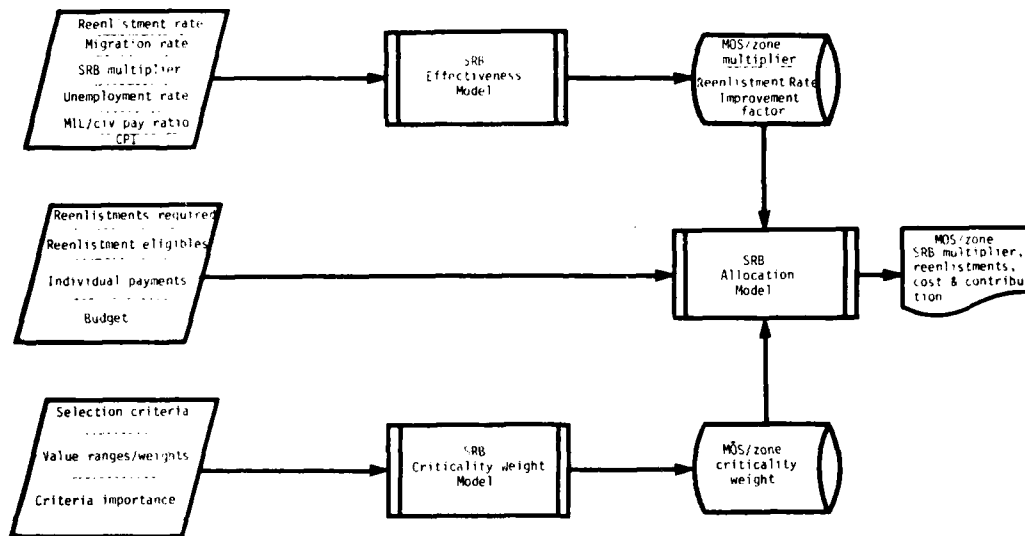 Reenlistment rate
Migration rate
SRB multiplier
Unemployment rate
MIL/civ pay ratio
CPI
SRB
Effectiveness
Model
MOS/zone
multiplier
Reenlistment Rate
Improvement
factor
Reenlistments required
Reenlistment eligibles
Individual payments
Budget
SRB
Allocation
Model
MOS/zone
SRB multiplier,
reenlistments,
cost & contribu
tion
Selection criteria
Value ranges/weights
Criteria importance
SRB
Criticality Weight
Model
MOS/zone
criticality
weight